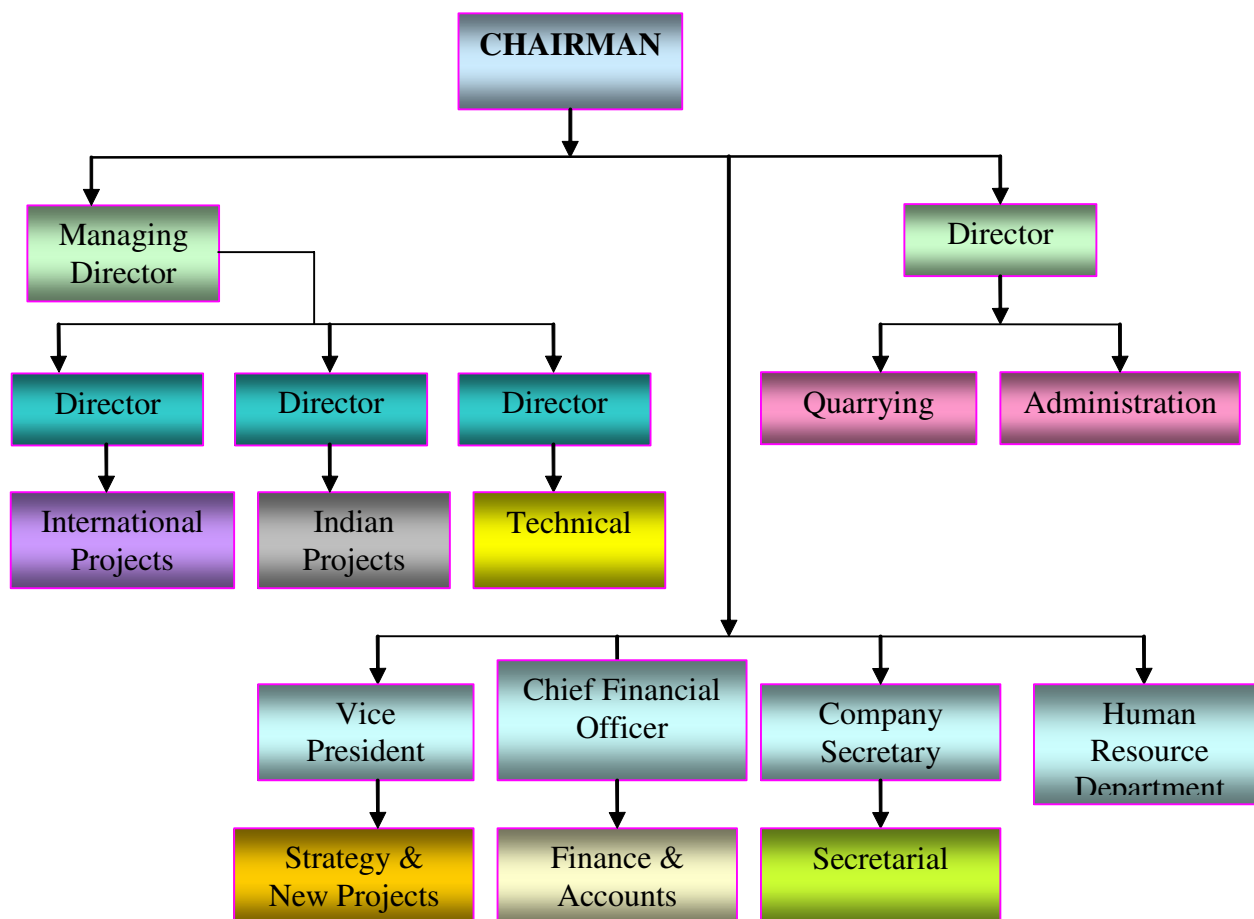 CHAIRMAN
Managing
Director
Director
Director
Director
Director
Quarrying
Administration
International
Projects
Indian
Projects
Technical
Vice
President
Chief Financial
Officer
Company
Secretary
Human
Resource
Department
Strategy &
New Projects
Finance &
Accounts
Secretarial